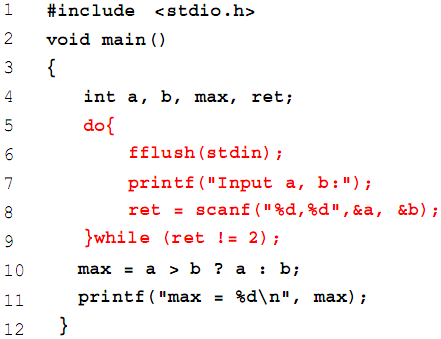 1 #include <stdio.h>
2 void main()
3 {
4 int a, b, max, ret;
5 do{
6 fflush(stdin);
7 printf("Input a, b:");
8 ret = scanf("%d,%d",&a, &b);
9 }while (ret != 2);
10 max = a > b ? a : b;
11 printf("max = %d\n", max);
12 }